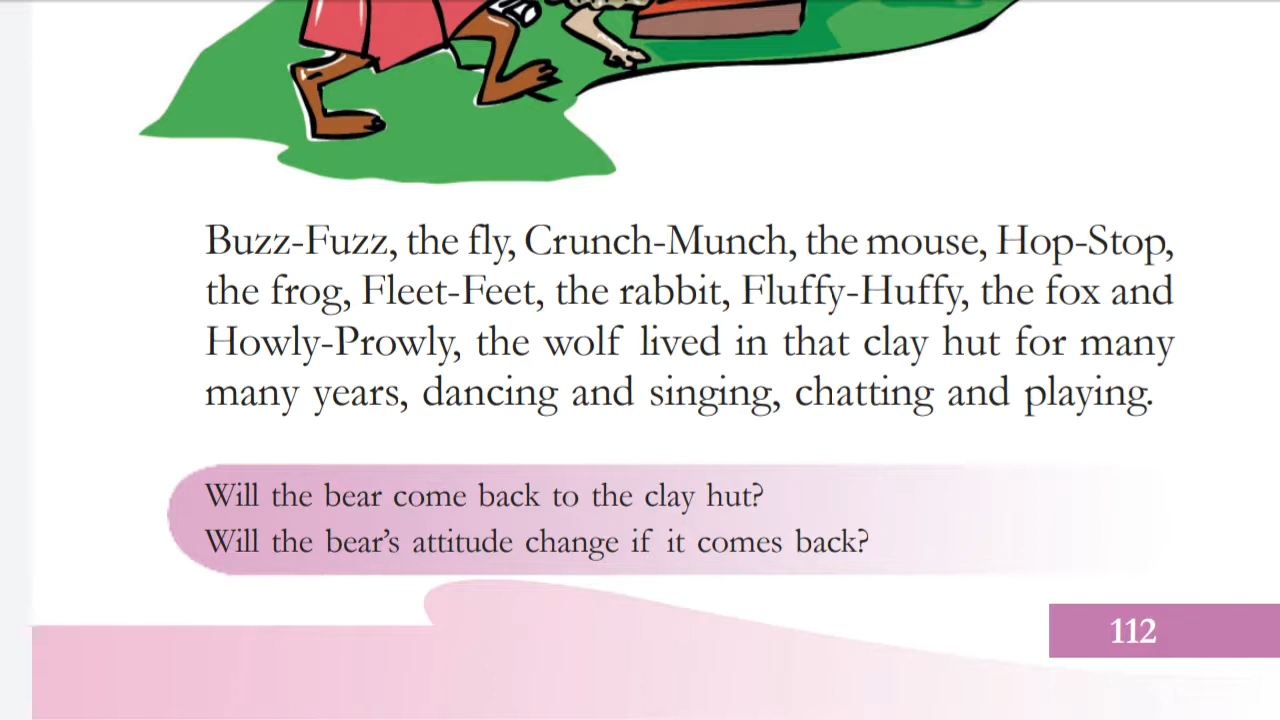 Buzz-Fuzz, the fly, Crunch-Munch, the mouse, Hop-Stop,
the frog, Fleet-Feet, the rabbit, Fluffy-Huffy, the fox and
Howly-Prowly, the wolf lived in that clay hut for many
many years, dancing and singing, chatting and playing.
Will the bear come back to the clay hut?
Will the bear’s attitude change if it comes back?
112